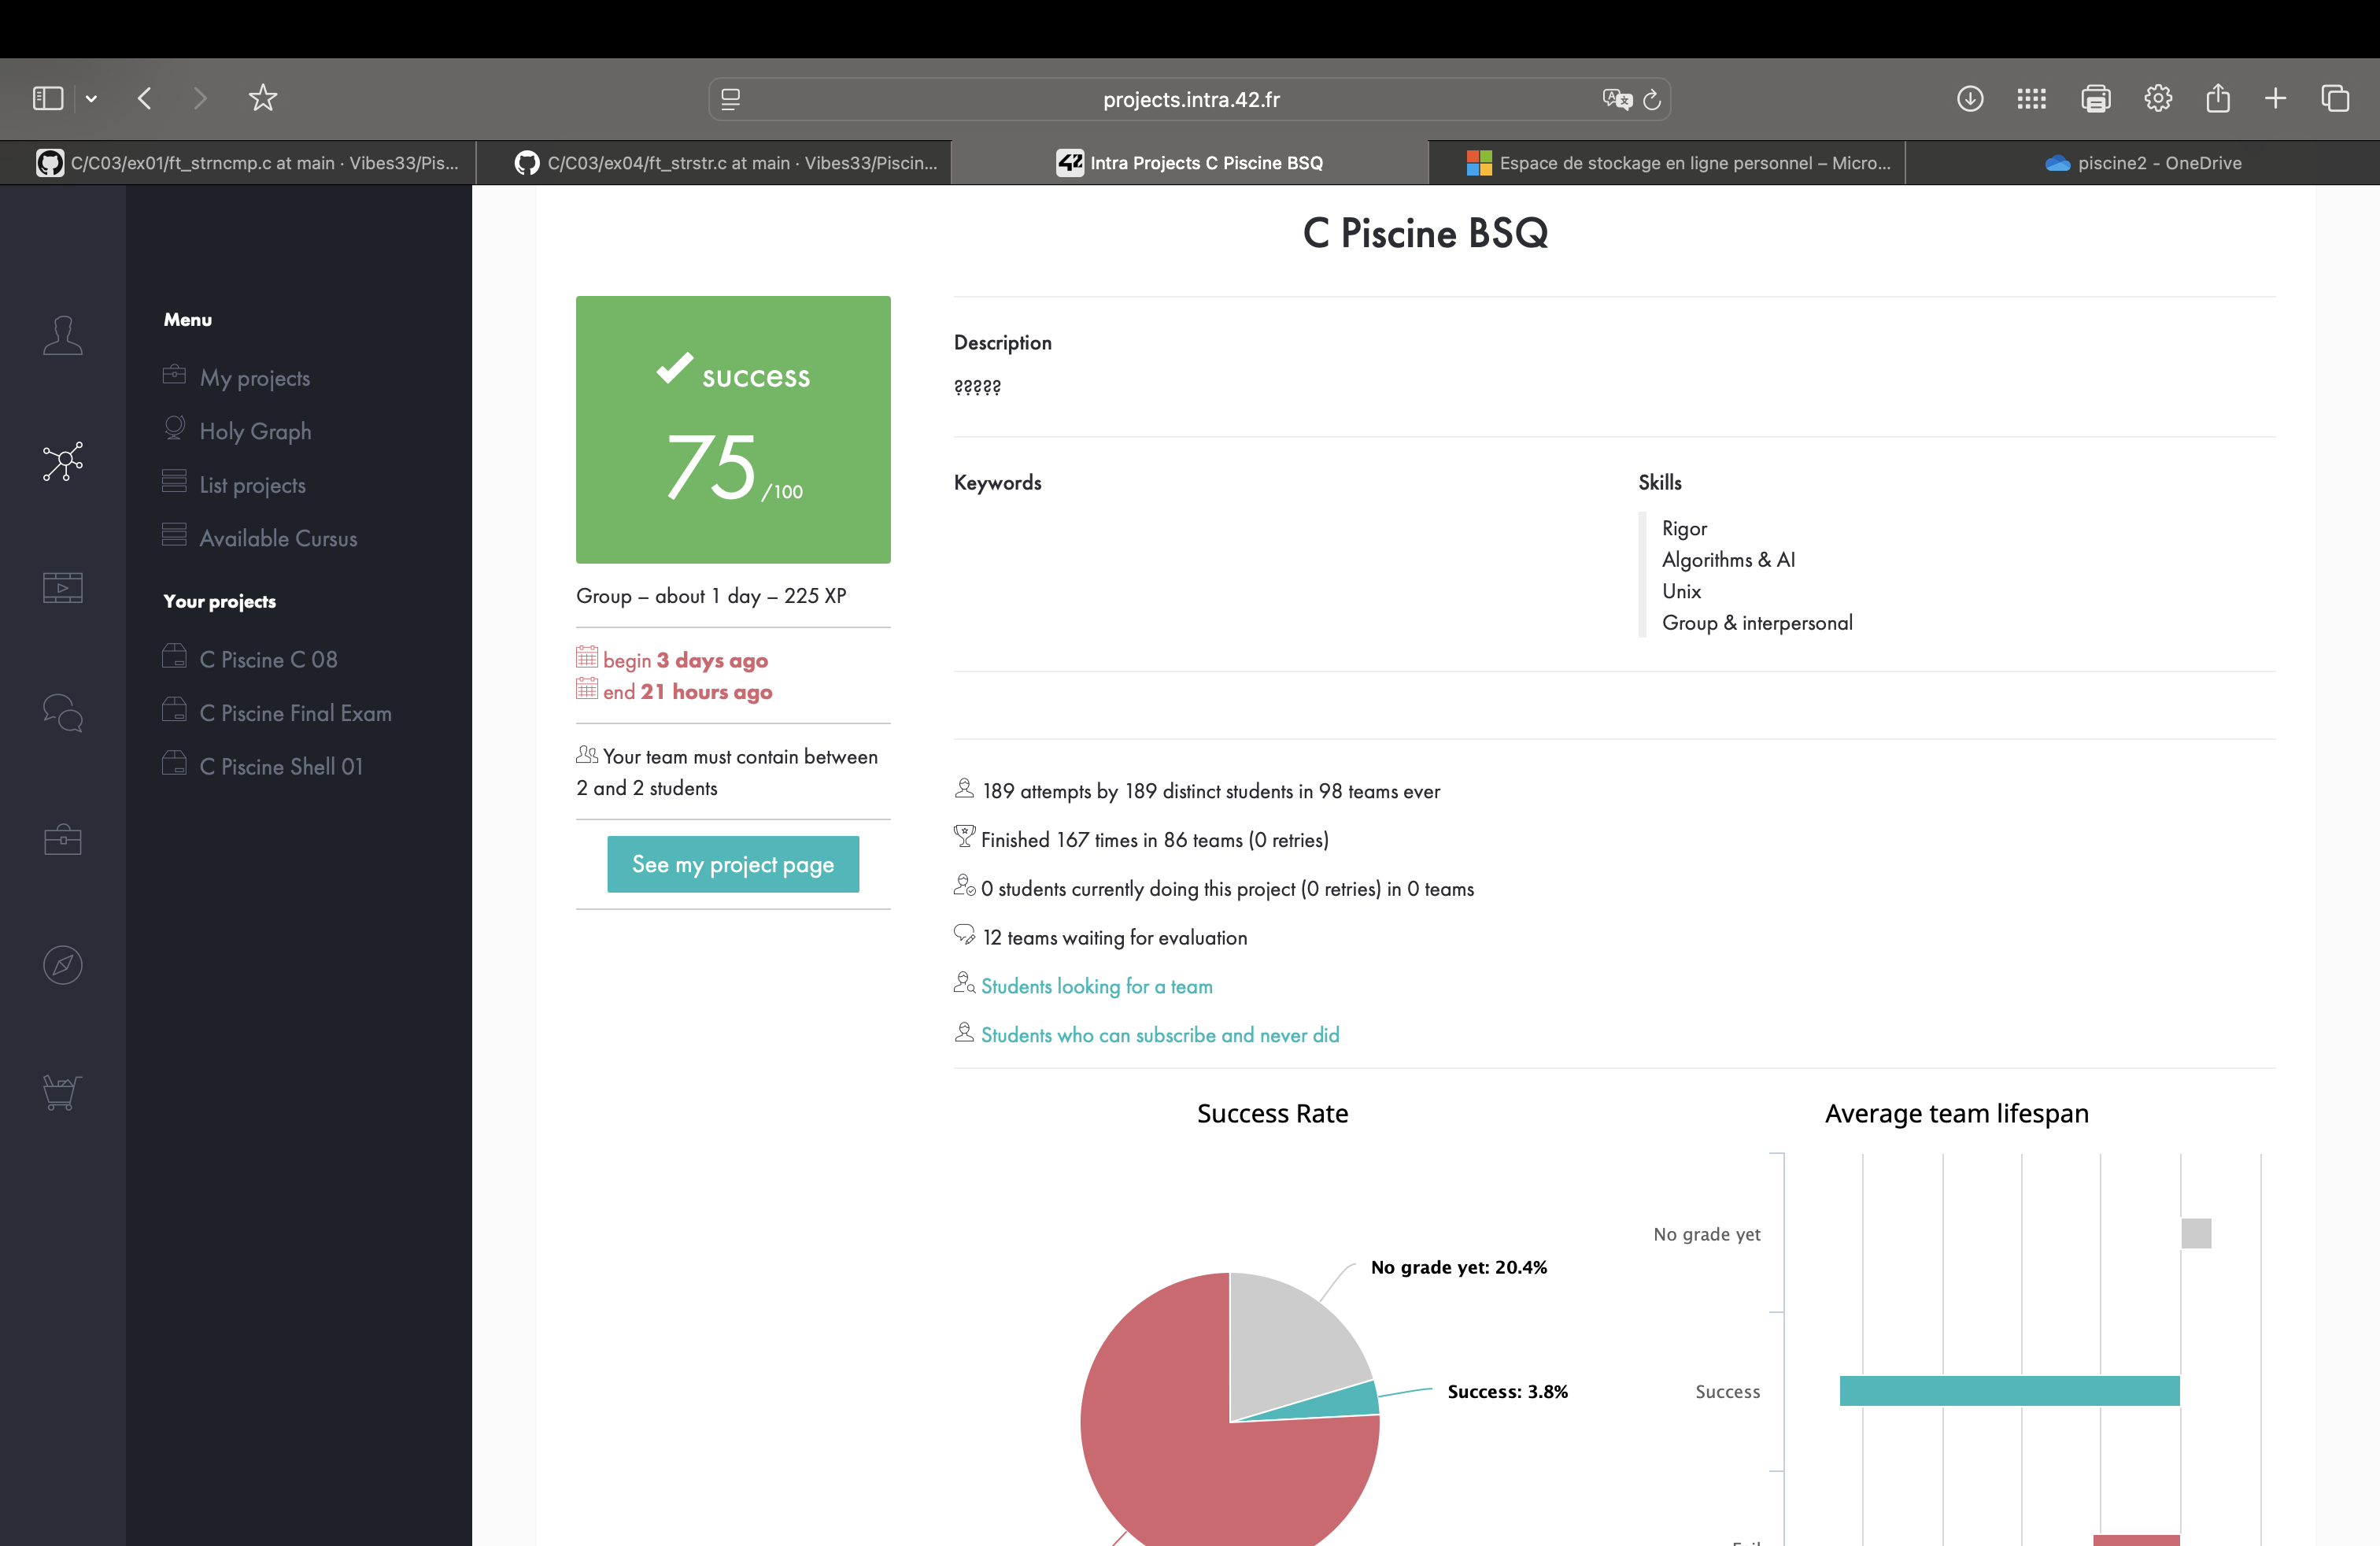 projects.intra.42.fr
C/C03/ex01/ft_strncmp.c at main · Vibes33/Pis...
C/C03/ex04/ft_strstr.c at main · Vibes33/Piscin...
42 Intra Projects C Piscine BSQ
Espace de stockage en ligne personnel – Micro...
piscine2 - OneDrive
Menu
My projects
Holy Graph
List projects
Available Cursus
Your projects
C Piscine C 08
C Piscine Final Exam
C Piscine Shell 01
C Piscine BSQ
success
75 /100
Group – about 1 day – 225 XP
begin 3 days ago
end 21 hours ago
Your team must contain between
2 and 2 students
See my project page
Description
?????
Keywords
Skills
Rigor
Algorithms & AI
Unix
Group & interpersonal
189 attempts by 189 distinct students in 98 teams ever
Finished 167 times in 86 teams (0 retries)
0 students currently doing this project (0 retries) in 0 teams
12 teams waiting for evaluation
Students looking for a team
Students who can subscribe and never did
Success Rate
No grade yet: 20.4%
Success: 3.8%
Average team lifespan
No grade yet
Success